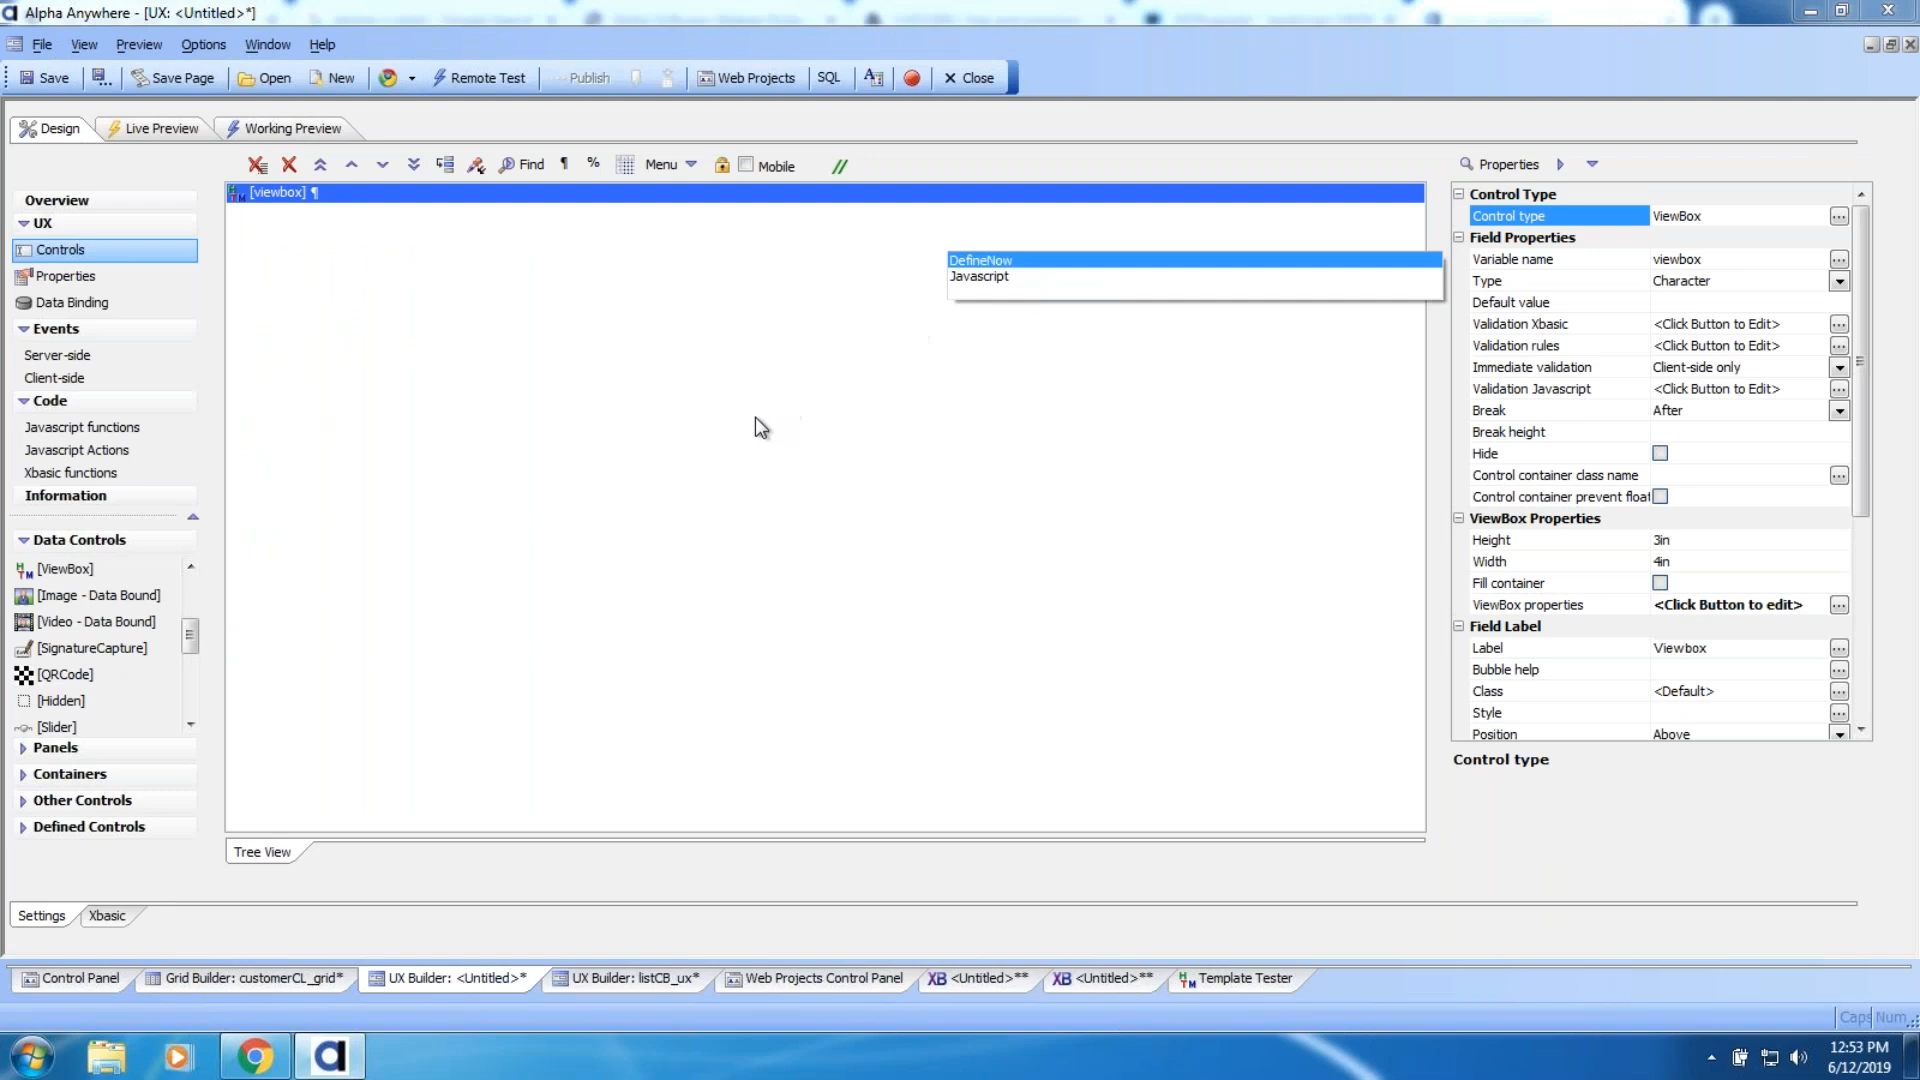 Alpha Anywhere - [UX: <Untitled>*]
File View Preview Options Window Help
Save Save Page Open New Remote Test Publish Web Projects SQL Close
Design Live Preview Working Preview
Find ¶ % Menu Mobile //
Properties
[viewbox] ¶
DefineNow
Javascript
Overview
UX
Controls
Properties
Data Binding
Events
Server-side
Client-side
Code
Javascript functions
Javascript Actions
Xbasic functions
Information
Data Controls
[ViewBox]
[Image - Data Bound]
[Video - Data Bound]
[SignatureCapture]
[QRCode]
[Hidden]
[Slider]
Panels
Containers
Other Controls
Defined Controls
Control Type
Control type ViewBox
Field Properties
Variable name viewbox
Type Character
Default value
Validation Xbasic <Click Button to Edit>
Validation rules <Click Button to Edit>
Immediate validation Client-side only
Validation Javascript <Click Button to Edit>
Break After
Break height
Hide
Control container class name
Control container prevent float
ViewBox Properties
Height 3in
Width 4in
Fill container
ViewBox properties <Click Button to edit>
Field Label
Label Viewbox
Bubble help
Class <Default>
Style
Position Above
Control type
Tree View
Settings Xbasic
Control Panel Grid Builder: customerCL_grid* UX Builder: <Untitled>* UX Builder: listCB_ux* Web Projects Control Panel XB <Untitled>** XB <Untitled>** Template Tester
Caps Num
12:53 PM
6/12/2019